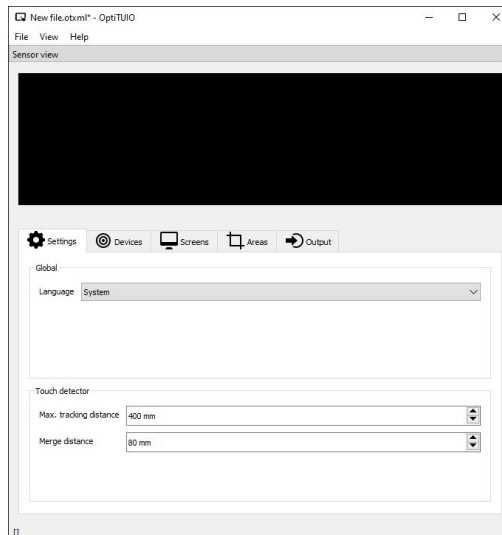 New file.otxml* - OptiTUIO
File View Help
Sensor view
Settings Devices Screens Areas Output
Global
Language System
Touch detector
Max. tracking distance 400 mm
Merge distance 80 mm
[]